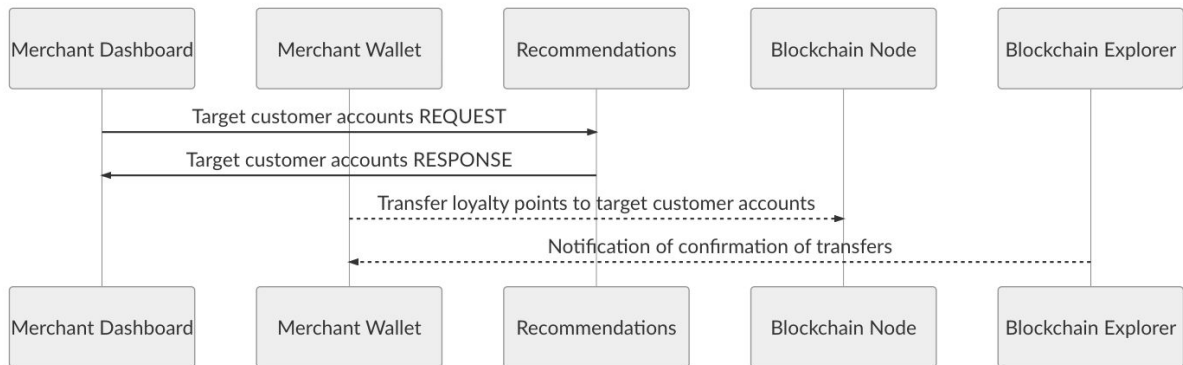 Merchant Dashboard Merchant Wallet Recommendations Blockchain Node Blockchain Explorer
Target customer accounts REQUEST
Target customer accounts RESPONSE
Transfer loyalty points to target customer accounts
Notification of confirmation of transfers
Merchant Dashboard Merchant Wallet Recommendations Blockchain Node Blockchain Explorer